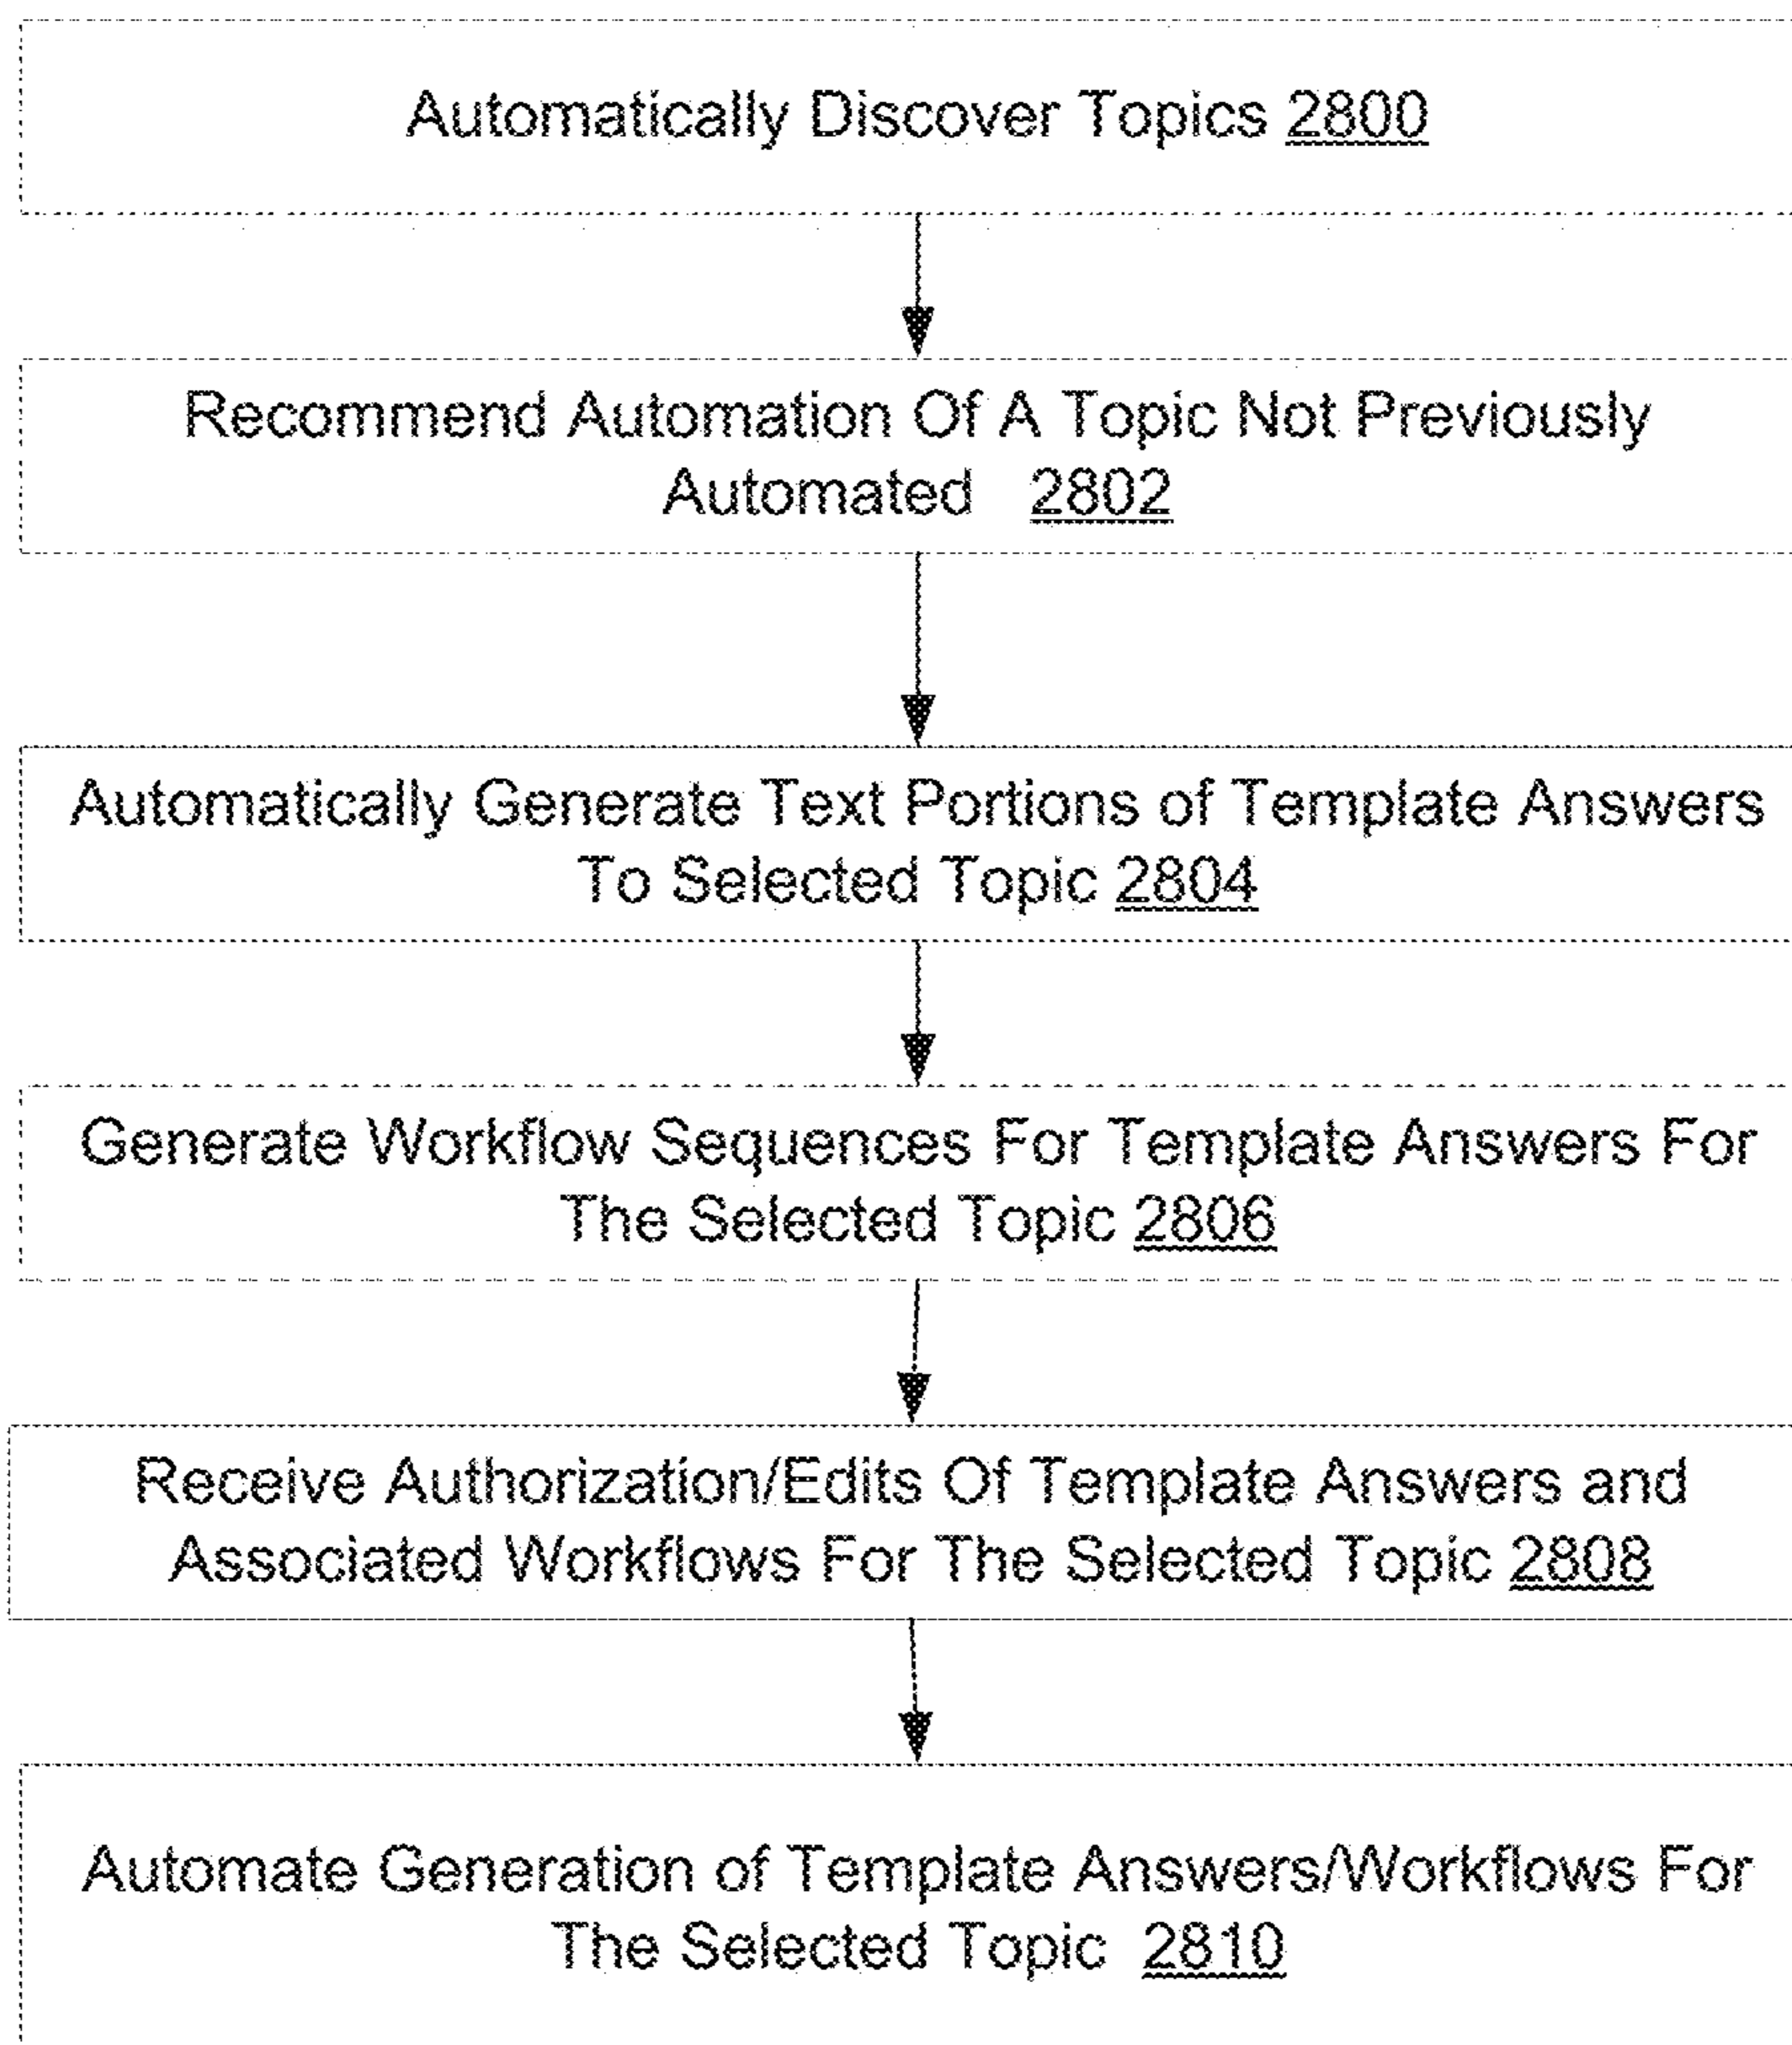 Automatically Discover Topics 2800
Recommend Automation Of A Topic Not Previously
Automated 2802
Automatically Generate Text Portions of Template Answers
To Selected Topic 2804
Generate Workflow Sequences For Template Answers For
The Selected Topic 2806
Receive Authorization/Edits Of Template Answers and
Associated Workflows For The Selected Topic 2808
Automate Generation of Template Answers/Workflows For
The Selected Topic 2810